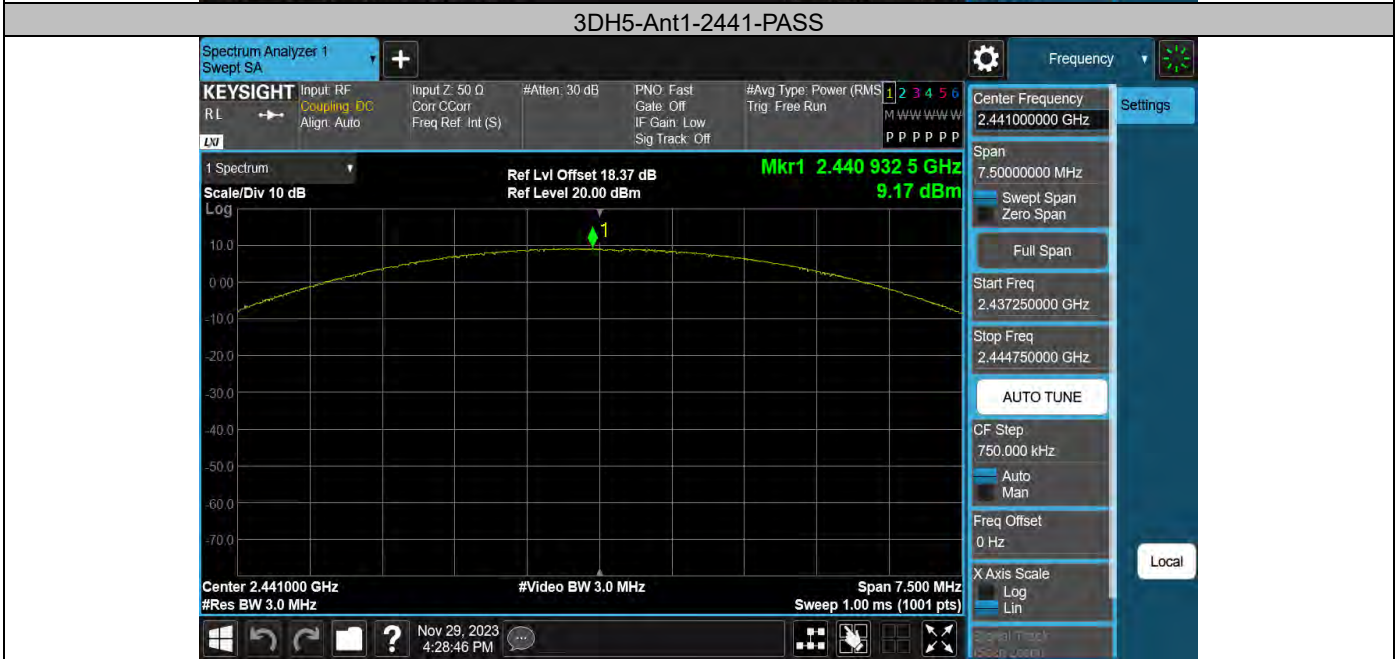 3DH5-Ant1-2441-PASS
Spectrum Analyzer 1
Swept SA
Frequency
KEYSIGHT
RL
LXI
Input: RF
Coupling: DC
Align: Auto
Input Z: 50 Ω
Corr CCorr
Freq Ref: Int (S)
#Atten: 30 dB
PNO: Fast
Gate: Off
IF Gain: Low
Sig Track: Off
#Avg Type: Power (RMS
Trig: Free Run
1 2 3 4 5 6
M W W W W W
P P P P P P
Center Frequency
2.441000000 GHz
Settings
Span
7.50000000 MHz
Swept Span
Zero Span
Full Span
Start Freq
2.437250000 GHz
Stop Freq
2.444750000 GHz
AUTO TUNE
CF Step
750.000 kHz
Auto
Man
Freq Offset
0 Hz
X Axis Scale
Log
Lin
Signal Track
(Span Zoom)
Local
1 Spectrum
Scale/Div 10 dB
Ref Lvl Offset 18.37 dB
Ref Level 20.00 dBm
Mkr1 2.440 932 5 GHz
9.17 dBm
Log
1
10.0
0.00
-10.0
-20.0
-30.0
-40.0
-50.0
-60.0
-70.0
Center 2.441000 GHz
#Video BW 3.0 MHz
Span 7.500 MHz
#Res BW 3.0 MHz
Sweep 1.00 ms (1001 pts)
?
Nov 29, 2023
4:28:46 PM